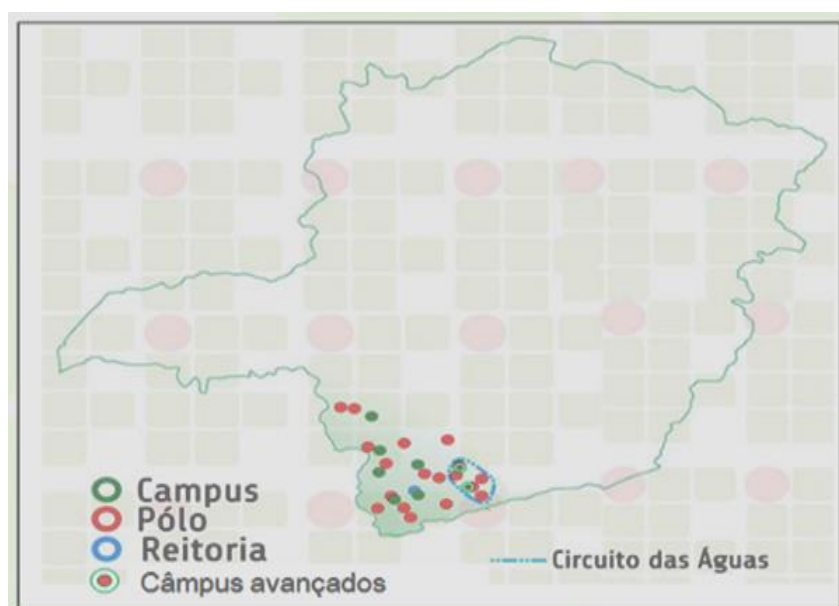 Campus
Pólo
Reitoria
Câmpus avançados
Circuito das Águas